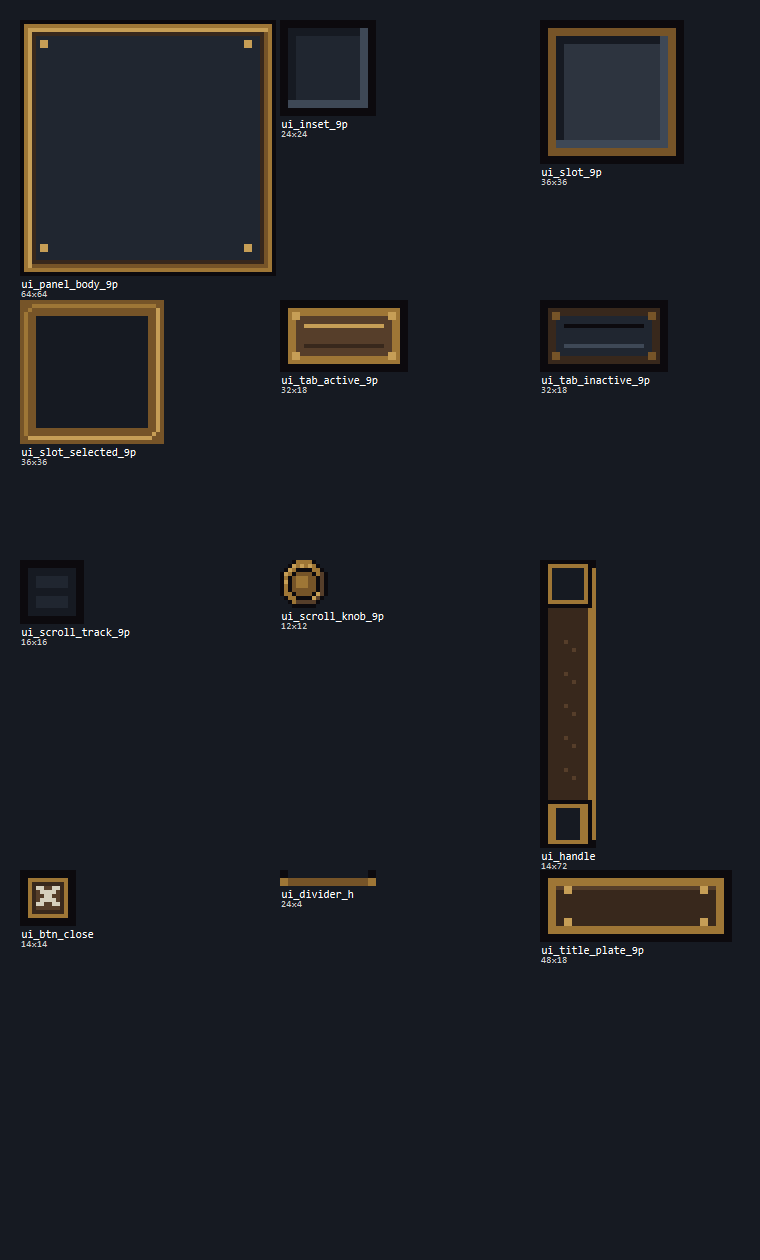 ui_inset_9p
24x24
ui_slot_9p
36x36
ui_panel_body_9p
64x64
ui_tab_active_9p
32x18
ui_tab_inactive_9p
32x18
ui_slot_selected_9p
36x36
ui_scroll_knob_9p
12x12
ui_scroll_track_9p
16x16
ui_handle
14x72
ui_divider_h
24x4
ui_btn_close
14x14
ui_title_plate_9p
48x18